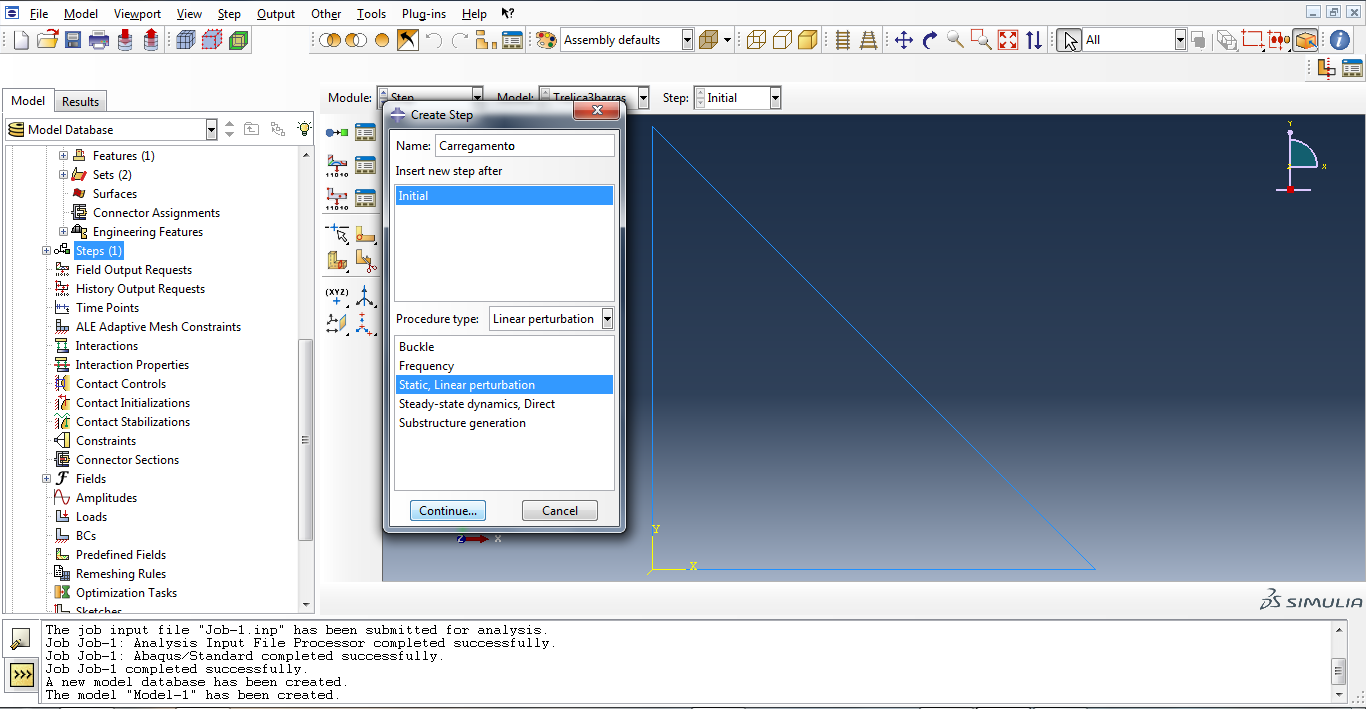 File Model Viewport View Step Output Other Tools Plug-ins Help
Assembly defaults
All
Model Results
Module: Step Model: Trelica3barras Step: Initial
Model Database
Features (1)
Sets (2)
Surfaces
Connector Assignments
Engineering Features
Steps (1)
Field Output Requests
History Output Requests
Time Points
ALE Adaptive Mesh Constraints
Interactions
Interaction Properties
Contact Controls
Contact Initializations
Contact Stabilizations
Constraints
Connector Sections
Fields
Amplitudes
Loads
BCs
Predefined Fields
Remeshing Rules
Optimization Tasks
Sketches
11010
11010
(XYZ)
Create Step
Name: Carregamento
Insert new step after
Initial
Procedure type: Linear perturbation
Buckle
Frequency
Static, Linear perturbation
Steady-state dynamics, Direct
Substructure generation
Continue... Cancel
Y
X
Y
X
Z X
SIMULIA
The job input file "Job-1.inp" has been submitted for analysis.
Job Job-1: Analysis Input File Processor completed successfully.
Job Job-1: Abaqus/Standard completed successfully.
Job Job-1 completed successfully.
A new model database has been created.
The model "Model-1" has been created.